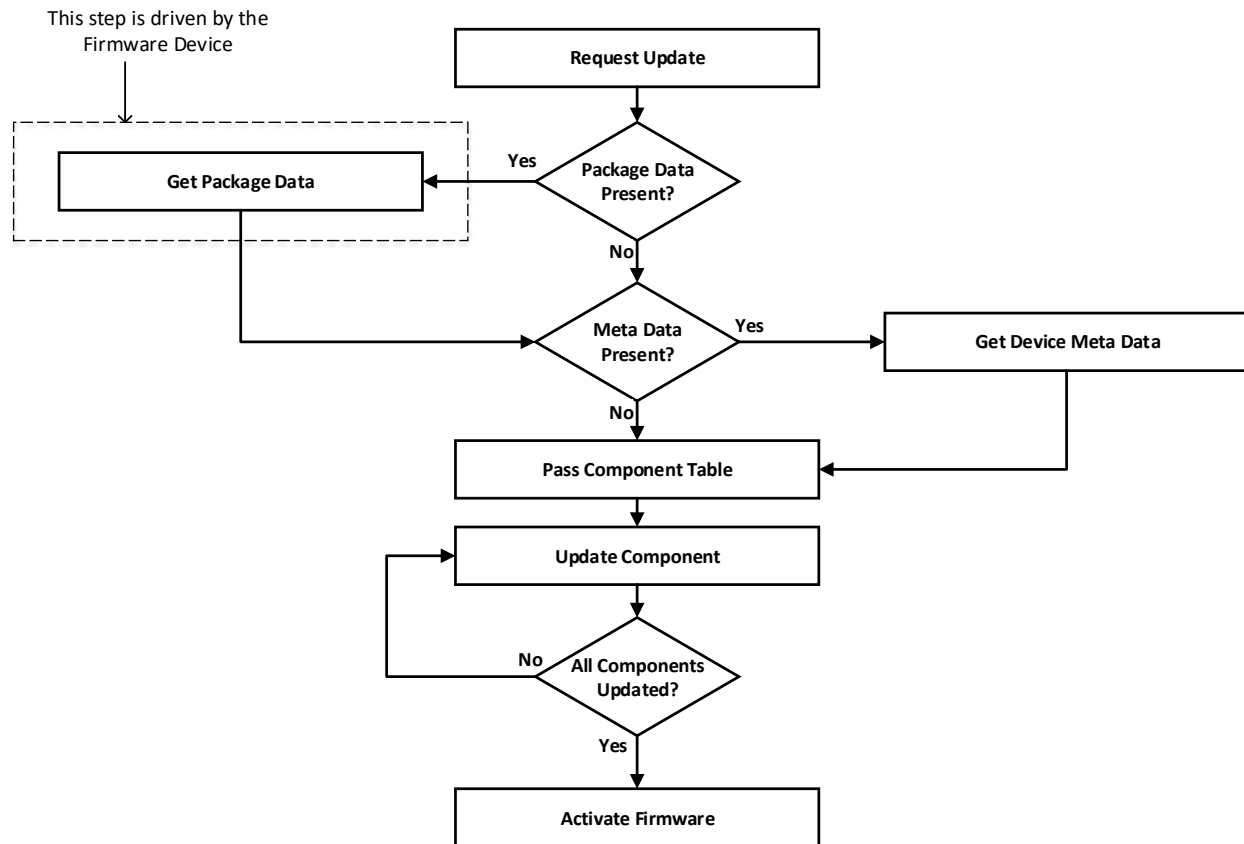 This step is driven by the
Firmware Device
Request Update
Yes
Package Data
Present?
Get Package Data
No
Meta Data
Present?
Yes
Get Device Meta Data
No
Pass Component Table
Update Component
No
All Components
Updated?
Yes
Activate Firmware